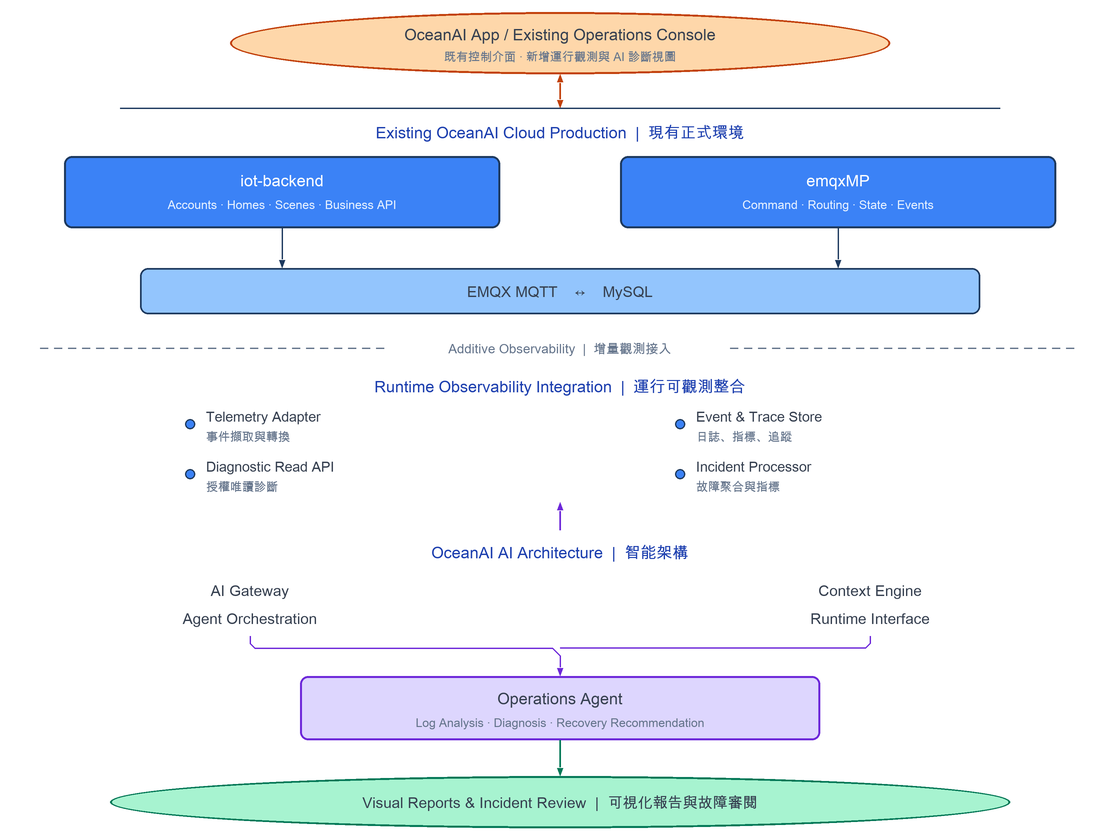 OceanAI App / Existing Operations Console
既有控制介面 · 新增運行觀測與 AI 診斷視圖
Existing OceanAI Cloud Production | 現有正式環境
iot-backend
Accounts · Homes · Scenes · Business API
emqxMP
Command · Routing · State · Events
EMQX MQTT ↔ MySQL
Additive Observability | 增量觀測接入
Runtime Observability Integration | 運行可觀測整合
Telemetry Adapter
事件擷取與轉換
Event & Trace Store
日誌、指標、追蹤
Diagnostic Read API
授權唯讀診斷
Incident Processor
故障聚合與指標
OceanAI AI Architecture | 智能架構
AI Gateway
Agent Orchestration
Context Engine
Runtime Interface
Operations Agent
Log Analysis · Diagnosis · Recovery Recommendation
Visual Reports & Incident Review | 可視化報告與故障審閱